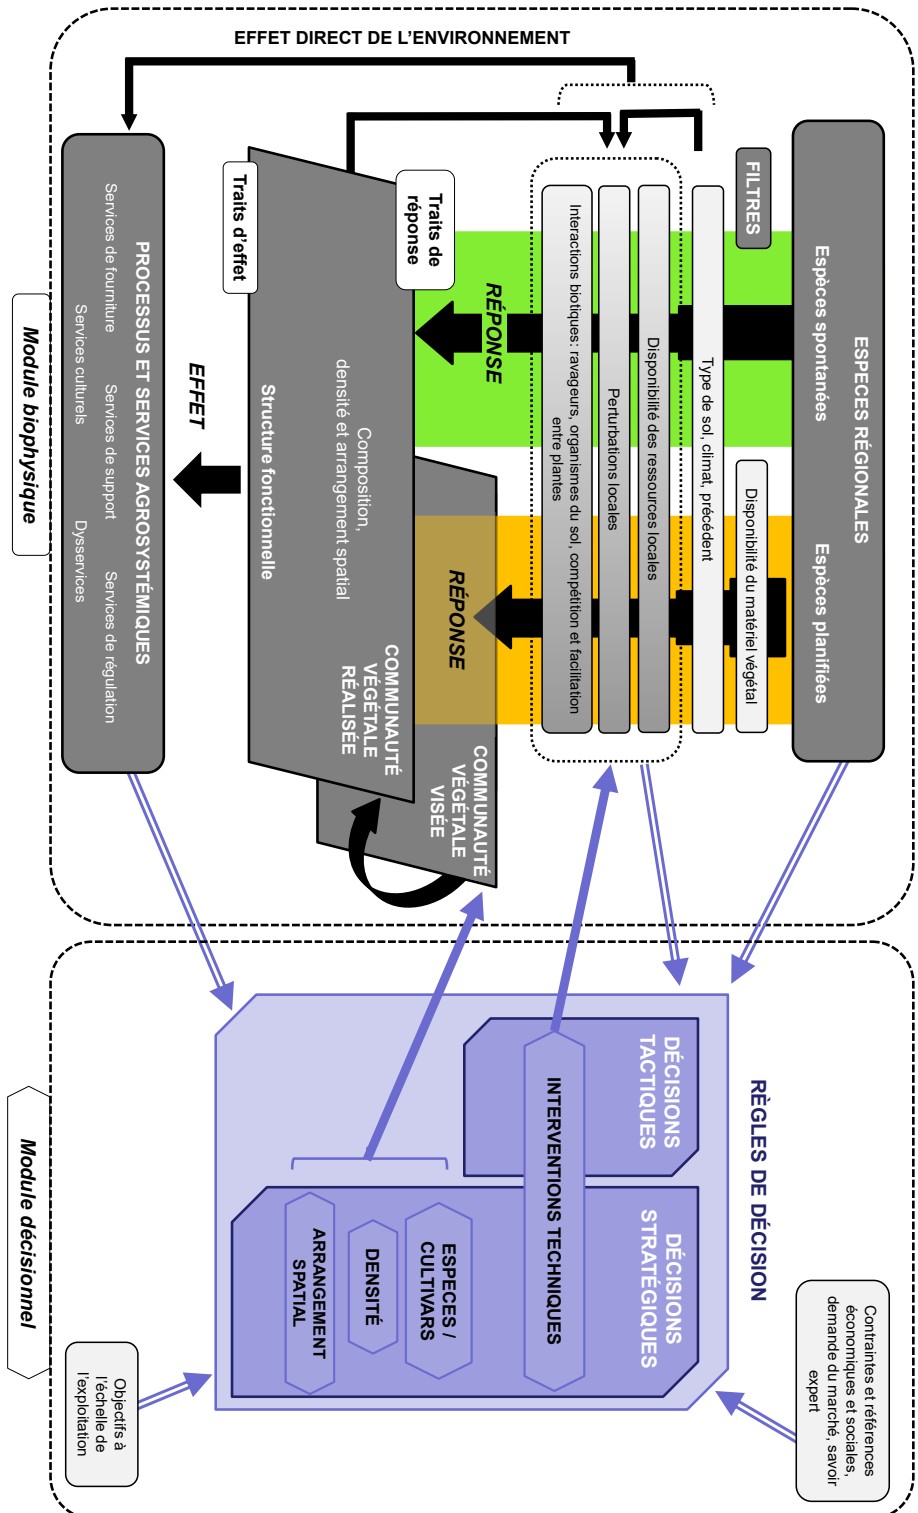 EFFET DIRECT DE L'ENVIRONNEMENT
ESPECES RÉGIONALES
Espèces spontanées
Espèces planifiées
FILTRES
Disponibilité du matériel végétal
Type de sol, climat, précédent
Disponibilité des ressources locales
Perturbations locales
Interactions biotiques: ravageurs, organismes du sol, compétition et facilitation
entre plantes
RÉPONSE
RÉPONSE
Traits de
réponse
Traits d'effet
Composition,
densité et arrangement spatial
Structure fonctionnelle
COMMUNAUTÉ
VÉGÉTALE
RÉALISÉE
COMMUNAUTÉ
VÉGÉTALE
VISÉE
EFFET
PROCESSUS ET SERVICES AGROSYSTÉMIQUES
Services de fourniture
Services de support
Services de régulation
Services culturels
Dysservices
Module biophysique
RÈGLES DE DÉCISION
DÉCISIONS
TACTIQUES
DÉCISIONS
STRATÉGIQUES
INTERVENTIONS TECHNIQUES
ESPECES /
CULTIVARS
DENSITÉ
ARRANGEMENT
SPATIAL
Contraintes et références
économiques et sociales,
demande du marché, savoir
expert
Objectifs à
l'échelle de
l'exploitation
Module décisionnel